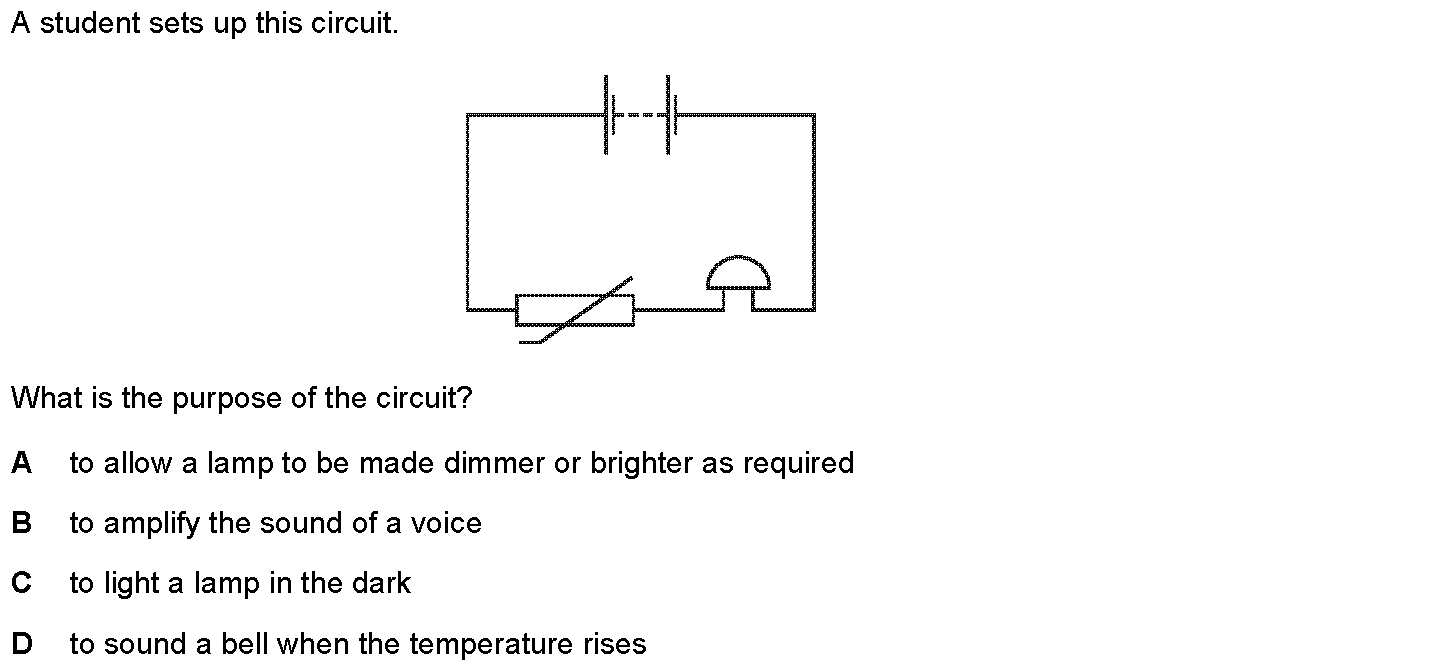 A student sets up this circuit.
What is the purpose of the circuit?
A to allow a lamp to be made dimmer or brighter as required
B to amplify the sound of a voice
C to light a lamp in the dark
D to sound a bell when the temperature rises